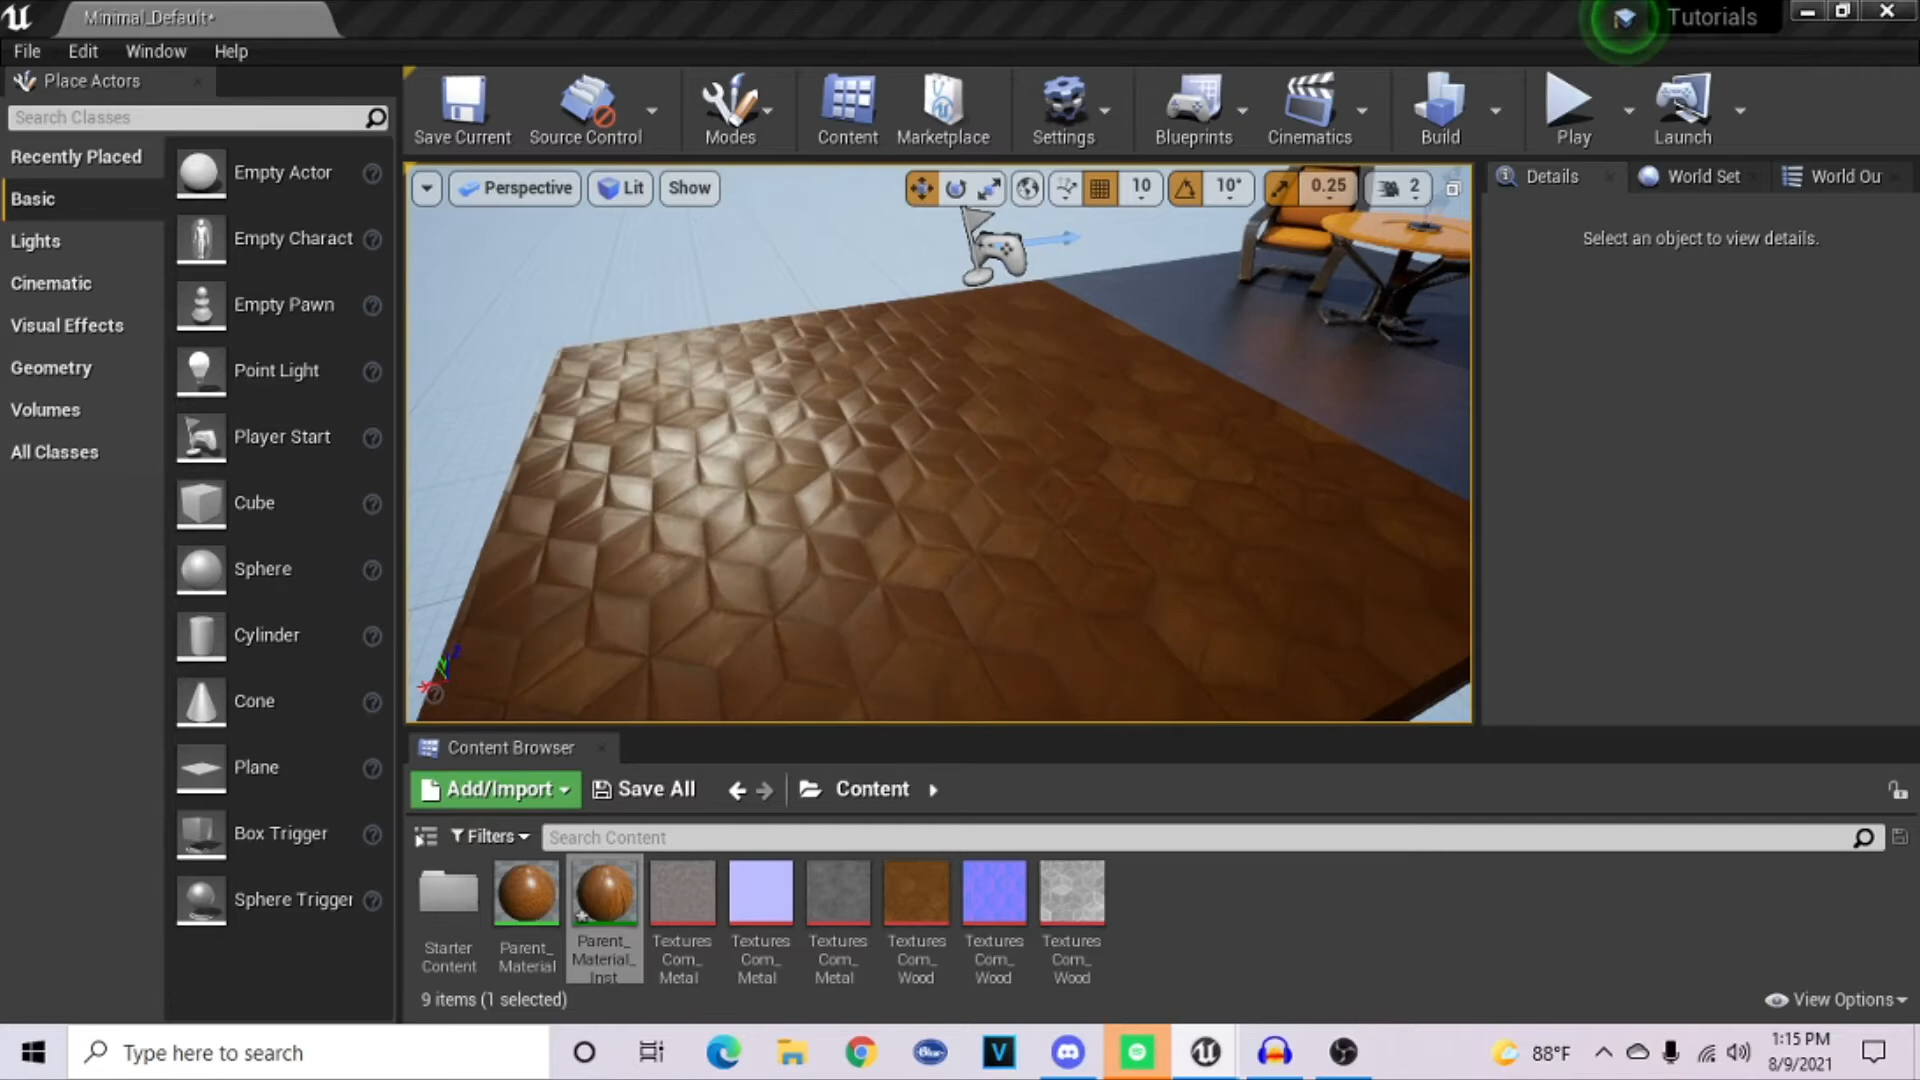 Minimal_Default*
Tutorials
File Edit Window Help
Place Actors
Search Classes
Recently Placed
Basic
Lights
Cinematic
Visual Effects
Geometry
Volumes
All Classes
Empty Actor
Empty Charact
Empty Pawn
Point Light
Player Start
Cube
Sphere
Cylinder
Cone
Plane
Box Trigger
Sphere Trigger
Save Current
Source Control
Modes
Content
Marketplace
Settings
Blueprints
Cinematics
Build
Play
Launch
Perspective
Lit
Show
10
10°
0.25
2
Details
World Set
World Ou
Select an object to view details.
Content Browser
Add/Import
Save All
Content
Filters
Search Content
Starter
Content
Parent_
Material
Parent_
Material_
Inst
Textures
Com_
Metal
Textures
Com_
Metal
Textures
Com_
Metal
Textures
Com_
Wood
Textures
Com_
Wood
Textures
Com_
Wood
9 items (1 selected)
View Options
Type here to search
Blue
V
88°F
1:15 PM
8/9/2021